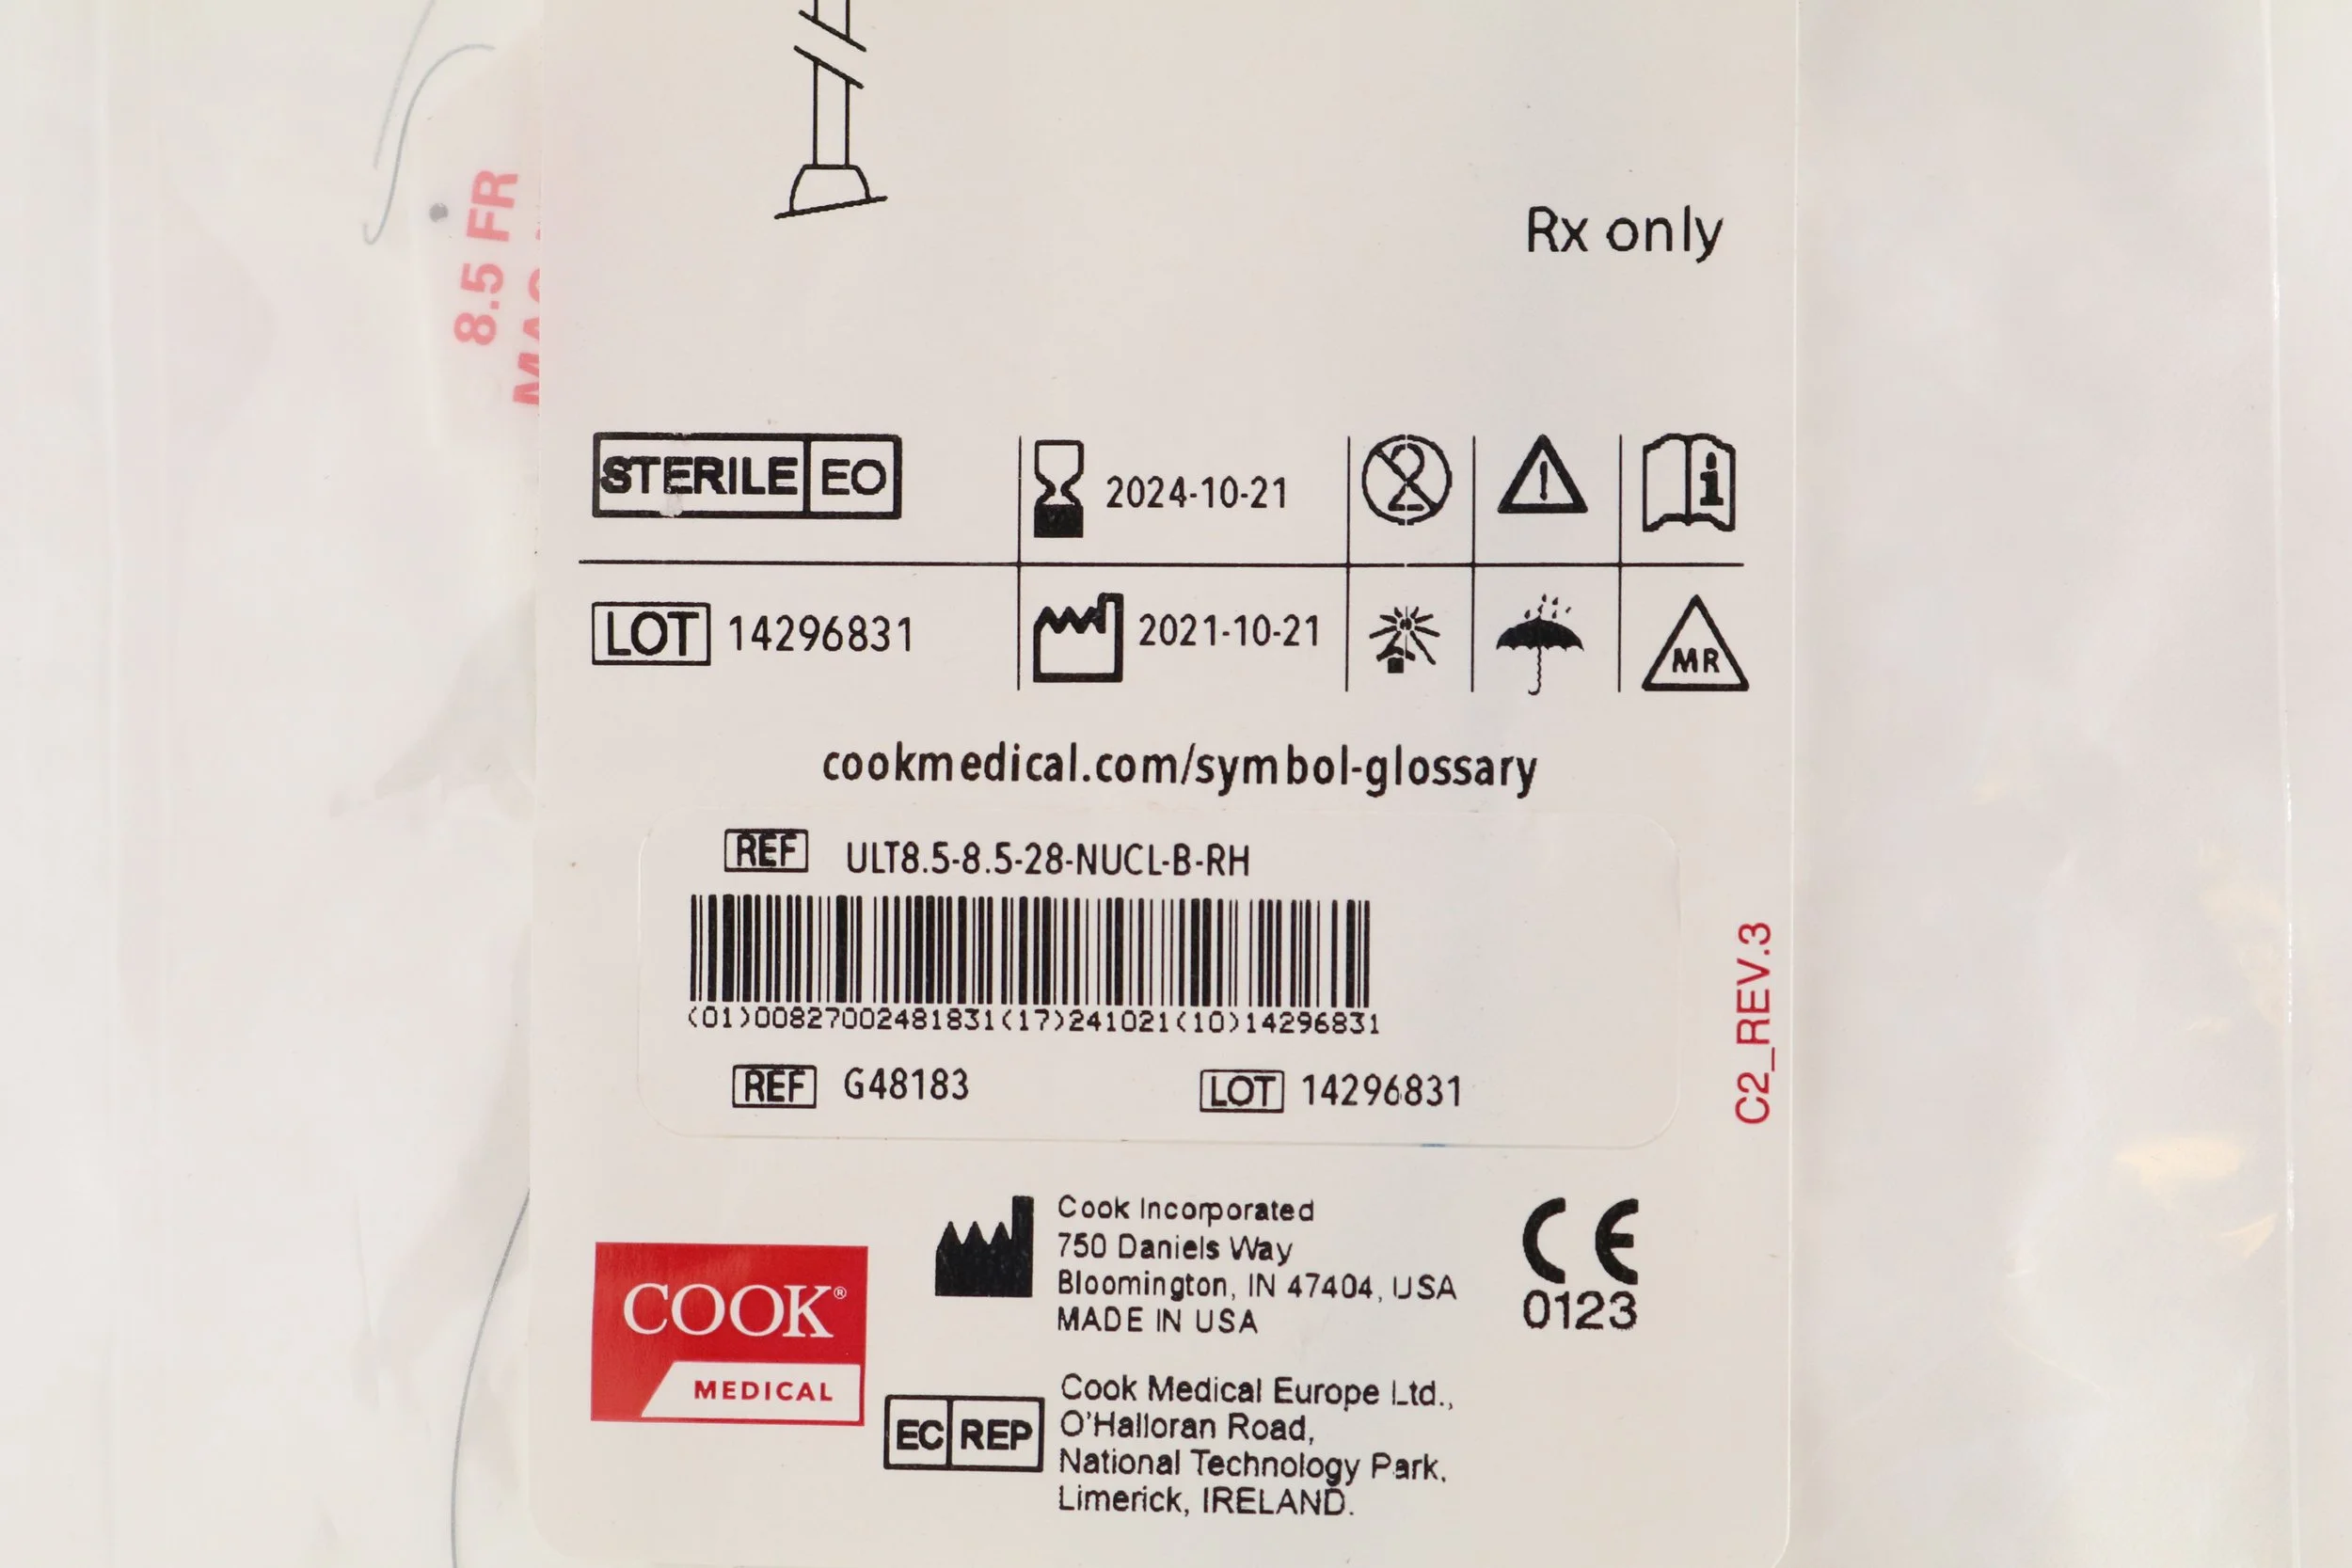 8.5 FR
Rx only
STERILE EO
2024-10-21
2
LOT 14296831
2021-10-21
MR
cookmedical.com/symbol-glossary
REF ULT8.5-8.5-28-NUCL-B-RH
(01)00827002481831(17)241021(10)14296831
REF G48183
LOT 14296831
C2_REV.3
COOK®
MEDICAL
Cook Incorporated
750 Daniels Way
Bloomington, IN 47404, USA
MADE IN USA
CE
0123
EC REP
Cook Medical Europe Ltd.,
O'Halloran Road,
National Technology Park,
Limerick, IRELAND.